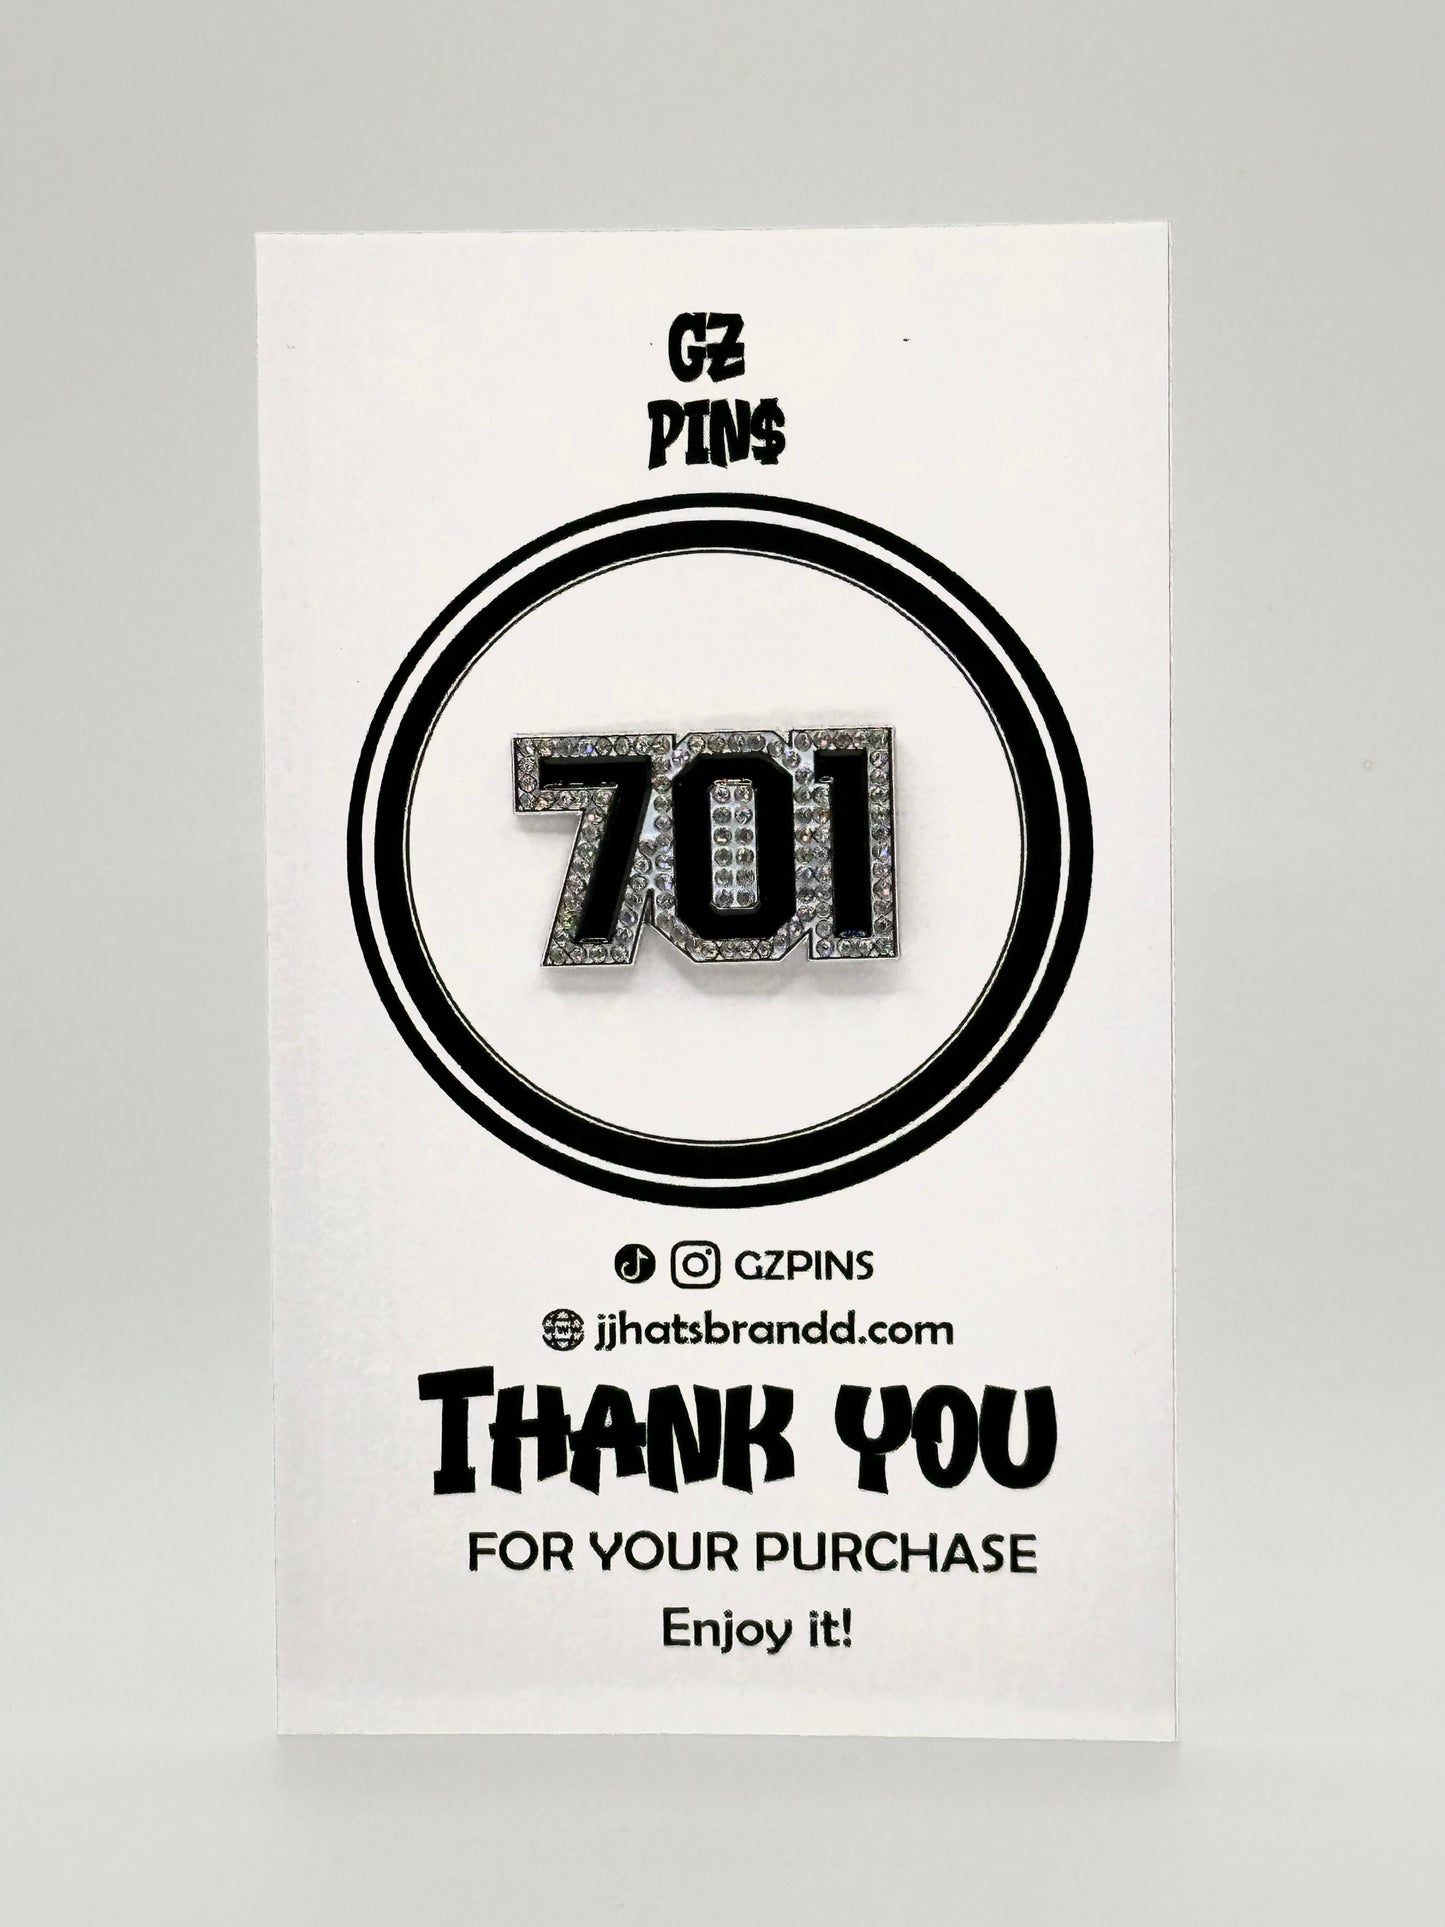 GZ
PIN$
701
GZPINS
jjhatsbrandd.com
THANK YOU
FOR YOUR PURCHASE
Enjoy it!